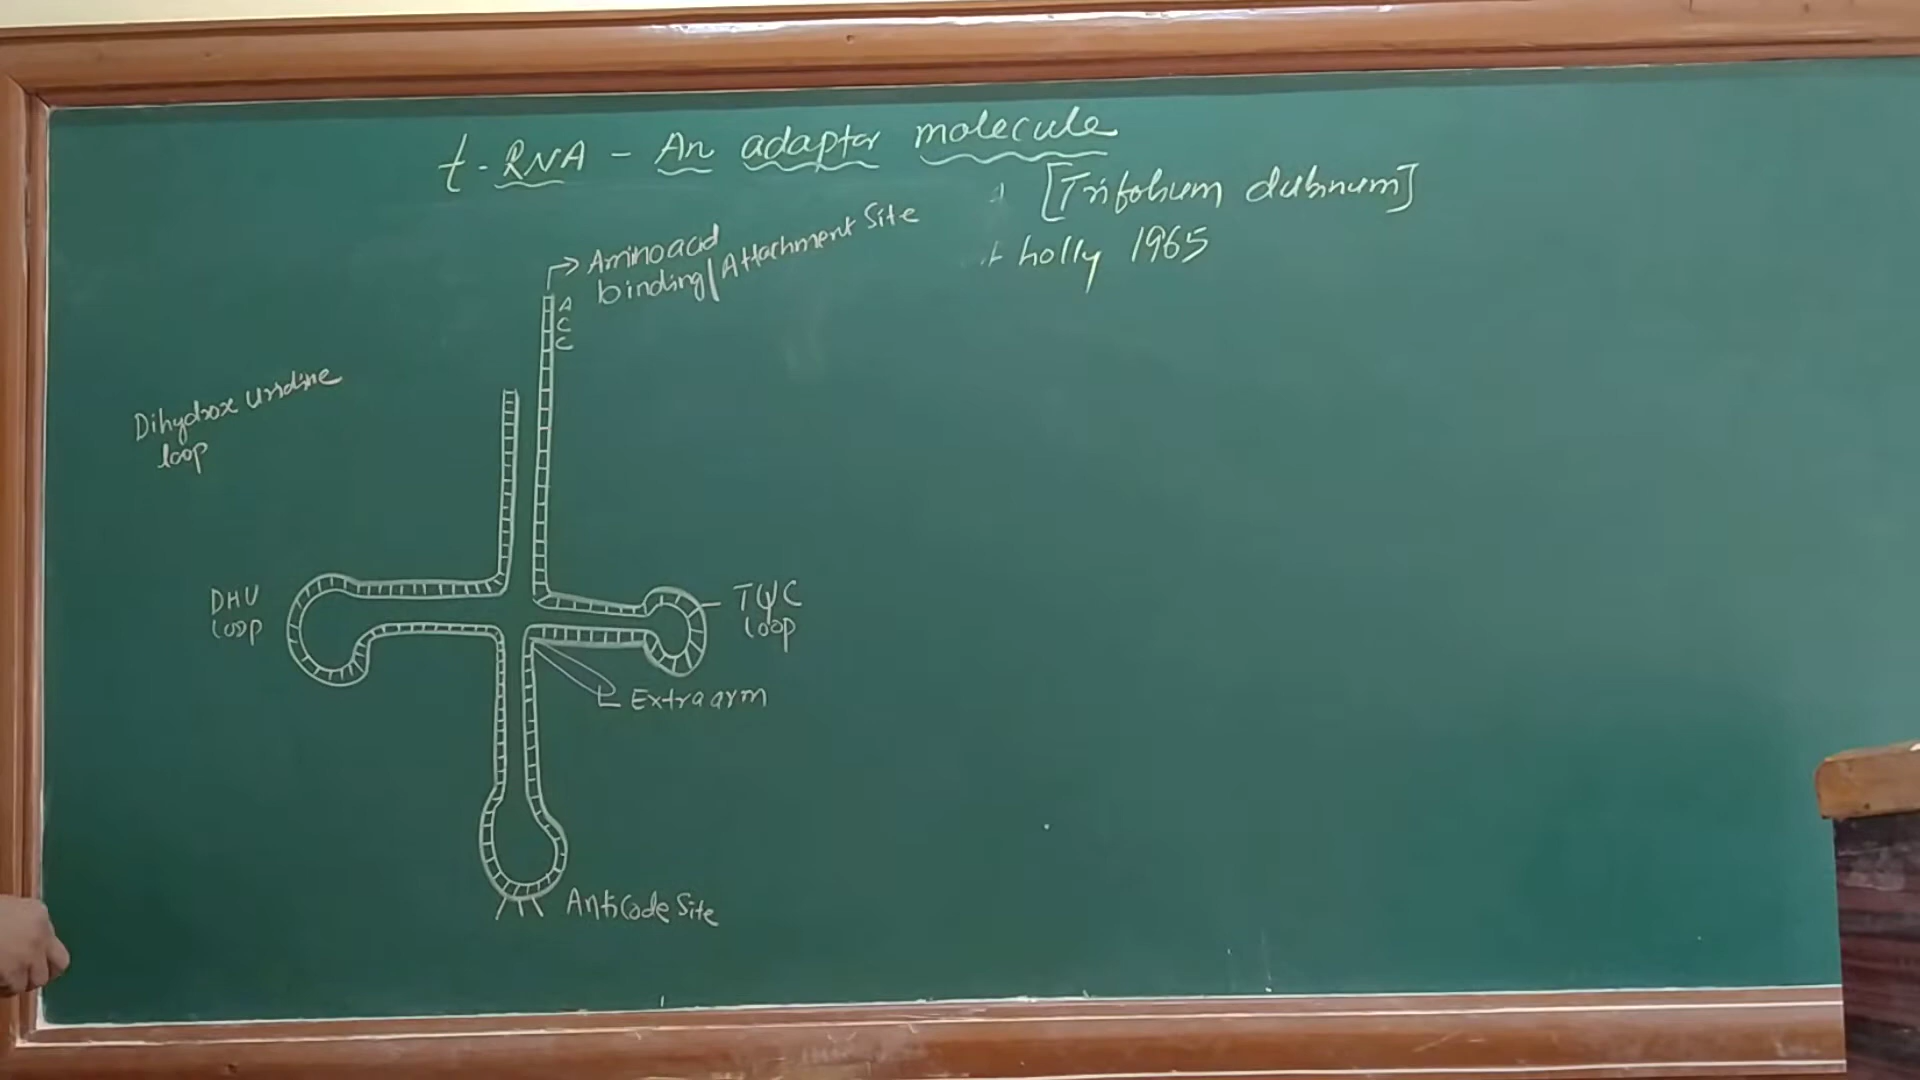 t-RNA - An adaptor molecule
[Trifolium dubnum]
holly 1965
Aminoacid
binding/Attachment Site
A
C
C
Dihydrox uridine
loop
DHU
loop
TψC
loop
Extra arm
Anticode Site